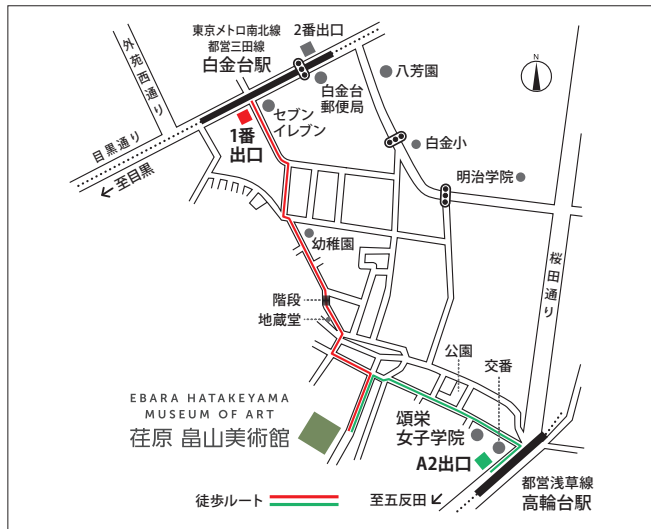 東京メトロ南北線
都営三田線
白金台駅
2番出口
外苑西通り
八芳園
N
白金台
郵便局
セブン
イレブン
1番
出口
目黒通り
至目黒
白金小
明治学院
幼稚園
桜田通り
階段
地蔵堂
公園
交番
EBARA HATAKEYAMA
MUSEUM OF ART
荏原 畠山美術館
頌栄
女子学院
A2出口
都営浅草線
高輪台駅
徒歩ルート
至五反田